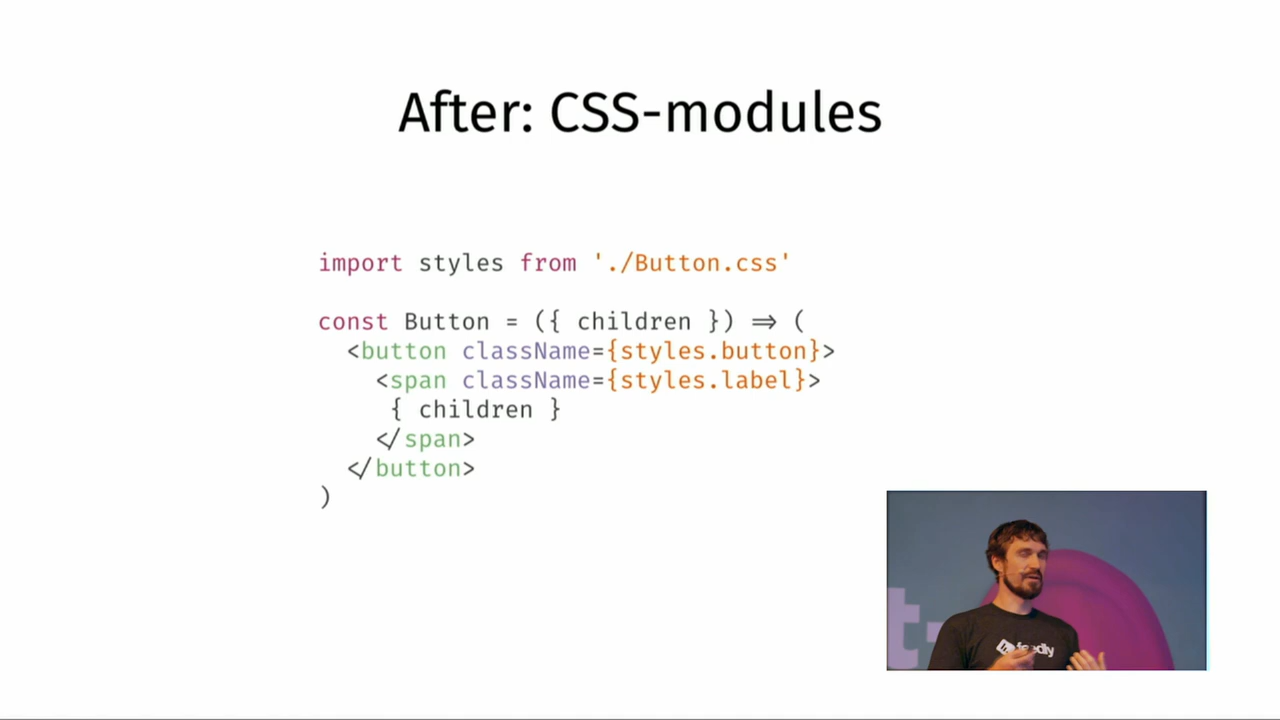 After: CSS-modules
import styles from './Button.css'
const Button = ({ children }) => (
<button className={styles.button}>
<span className={styles.label}>
{ children }
</span>
</button>
)
t-
feedly